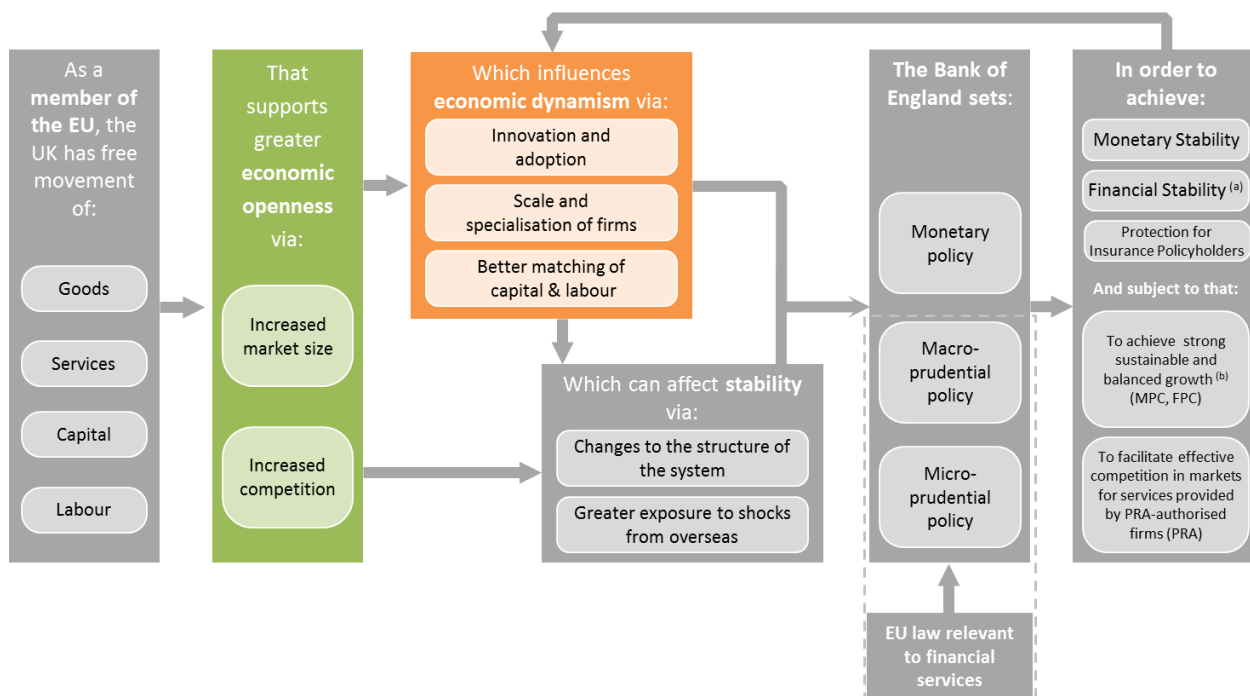 As a
member of
the EU, the
UK has free
movement
of:
Goods
Services
Capital
Labour
That
supports
greater
economic
openness
via:
Increased
market size
Increased
competition
Which influences
economic dynamism via:
Innovation and
adoption
Scale and
specialisation of firms
Better matching of
capital & labour
Which can affect stability
via:
Changes to the structure of
the system
Greater exposure to shocks
from overseas
The Bank of
England sets:
Monetary
policy
Macro-
prudential
policy
Micro-
prudential
policy
EU law relevant
to financial
services
In order to
achieve:
Monetary Stability
Financial Stability (a)
Protection for
Insurance Policyholders
And subject to that:
To achieve strong
sustainable and
balanced growth (b)
(MPC, FPC)
To facilitate effective
competition in markets
for services provided
by PRA-authorised
firms (PRA)